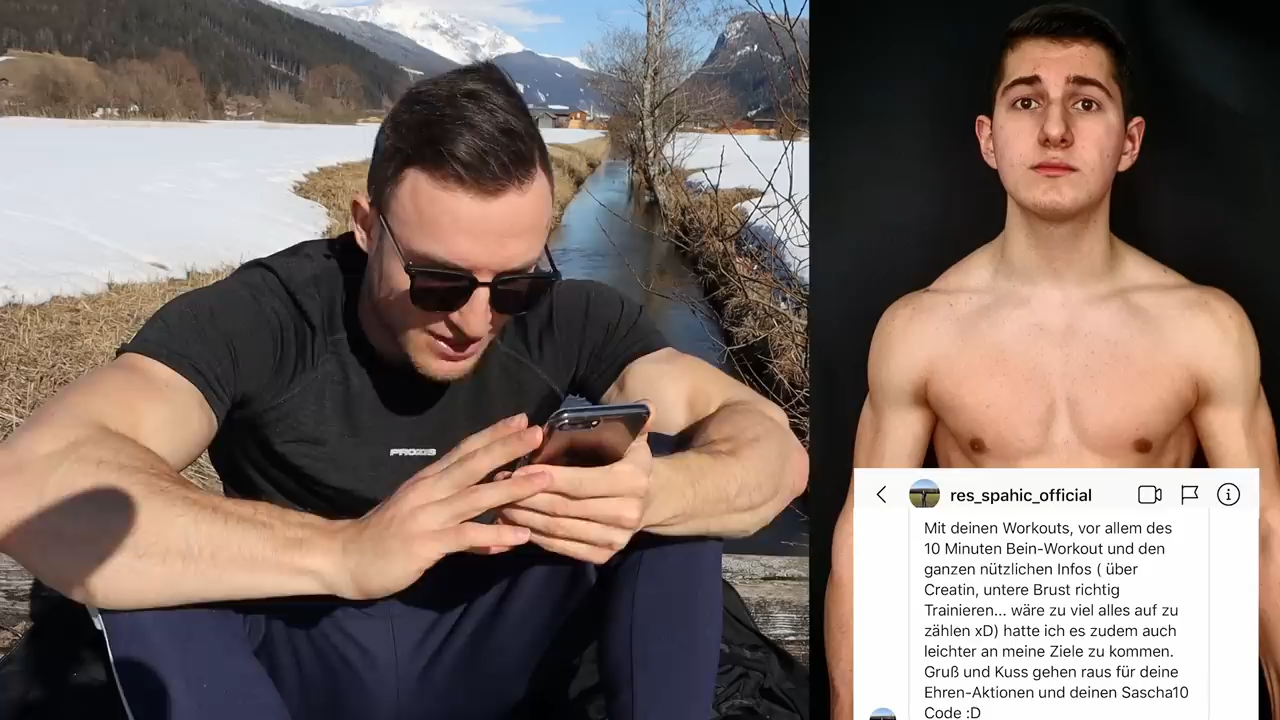 PROZIS
res_spahic_official
Mit deinen Workouts, vor allem des
10 Minuten Bein-Workout und den
ganzen nützlichen Infos ( über
Creatin, untere Brust richtig
Trainieren... wäre zu viel alles auf zu
zählen xD) hatte ich es zudem auch
leichter an meine Ziele zu kommen.
Gruß und Kuss gehen raus für deine
Ehren-Aktionen und deinen Sascha10
Code :D